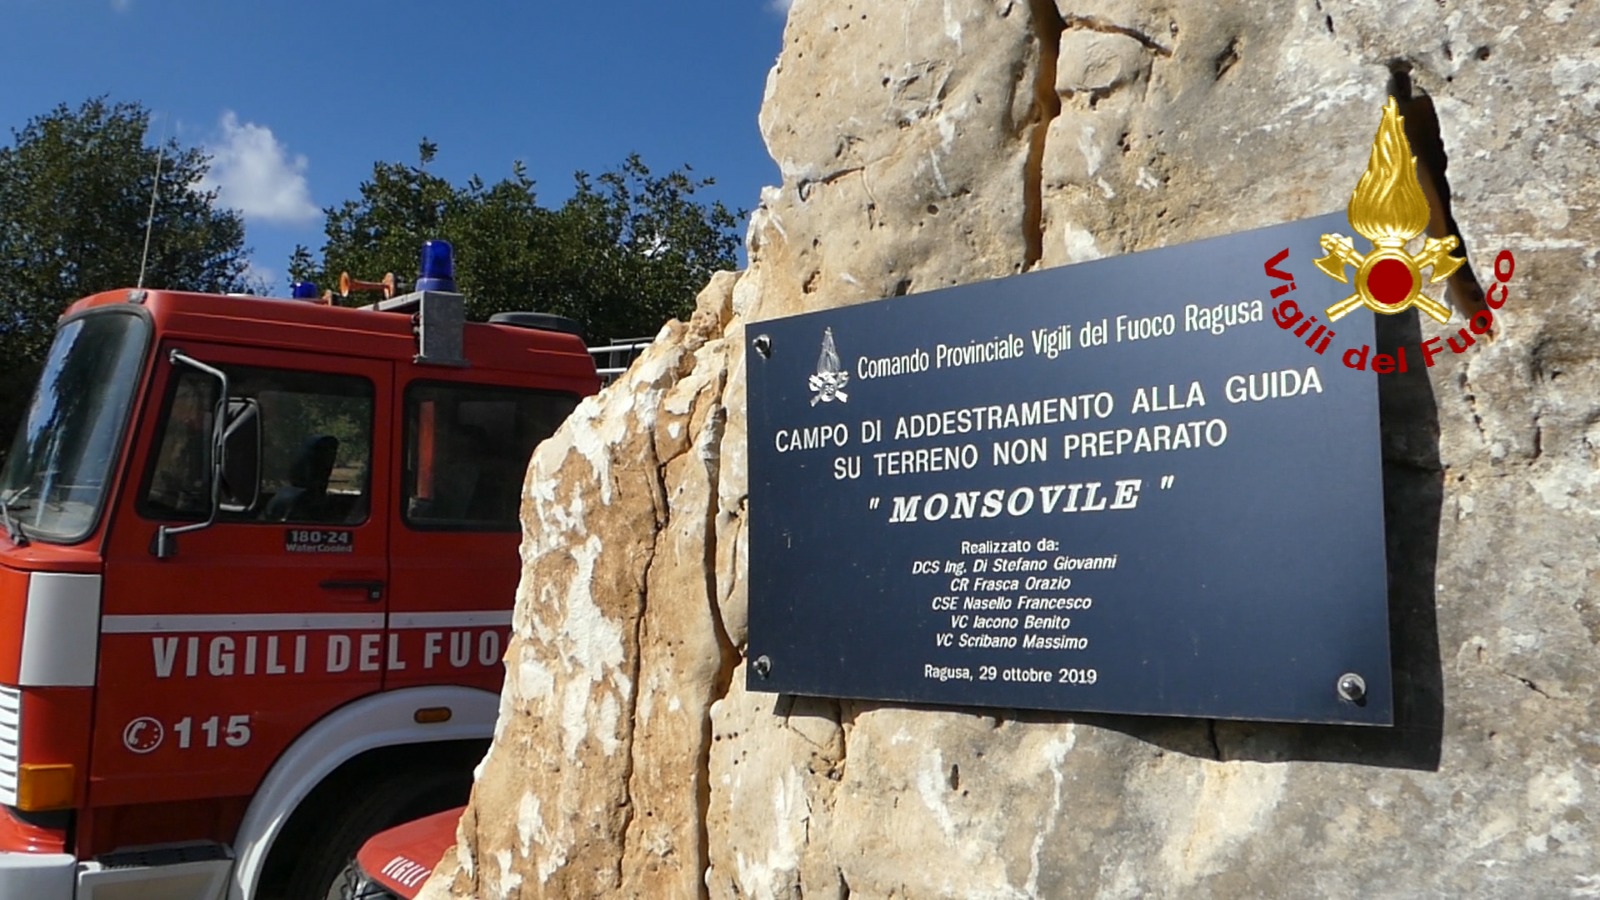 Comando Provinciale Vigili del Fuoco Ragusa
CAMPO DI ADDESTRAMENTO ALLA GUIDA
SU TERRENO NON PREPARATO
" MONSOVILE "
Realizzato da:
DCS Ing. Di Stefano Giovanni
CR Frasca Orazio
CSE Nasello Francesco
VC Iacono Benito
VC Scribano Massimo
Ragusa, 29 ottobre 2019
Vigili del Fuoco
180-24
WaterCooled
VIGILI DEL FUO
115
VIGILI